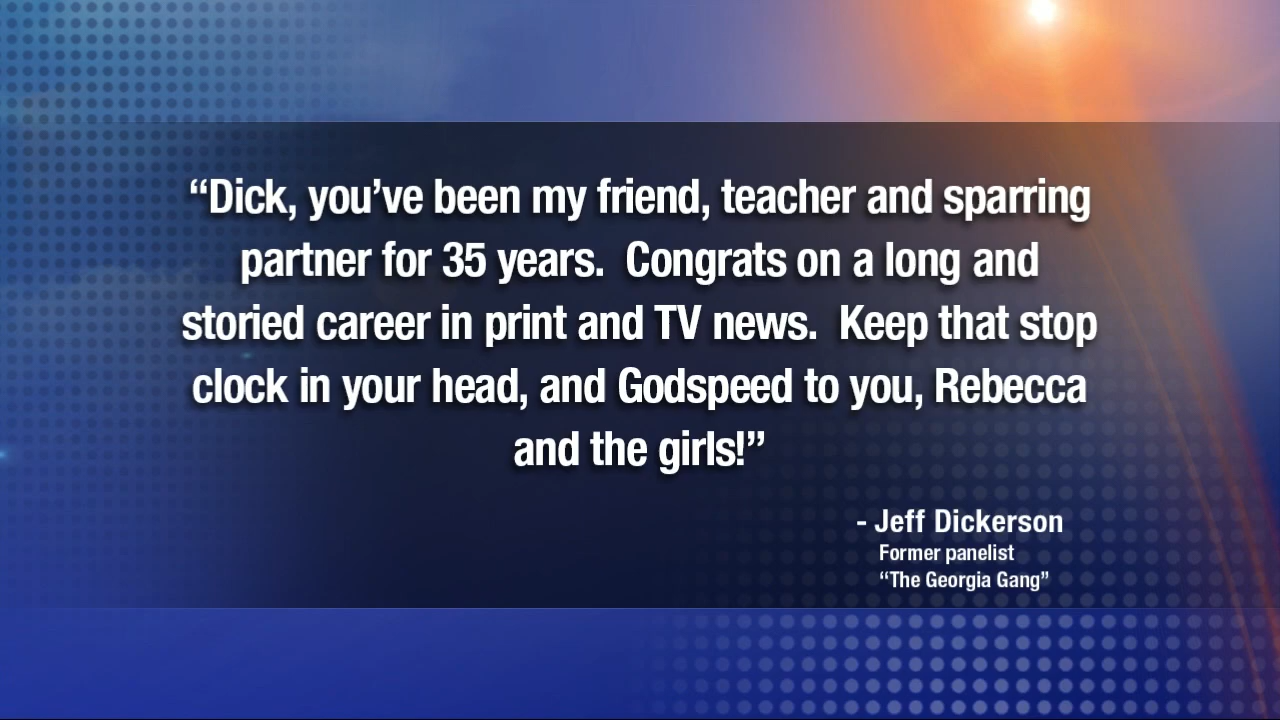 “Dick, you’ve been my friend, teacher and sparring
partner for 35 years.  Congrats on a long and
storied career in print and TV news.  Keep that stop
clock in your head, and Godspeed to you, Rebecca
and the girls!”
- Jeff Dickerson
Former panelist
“The Georgia Gang”